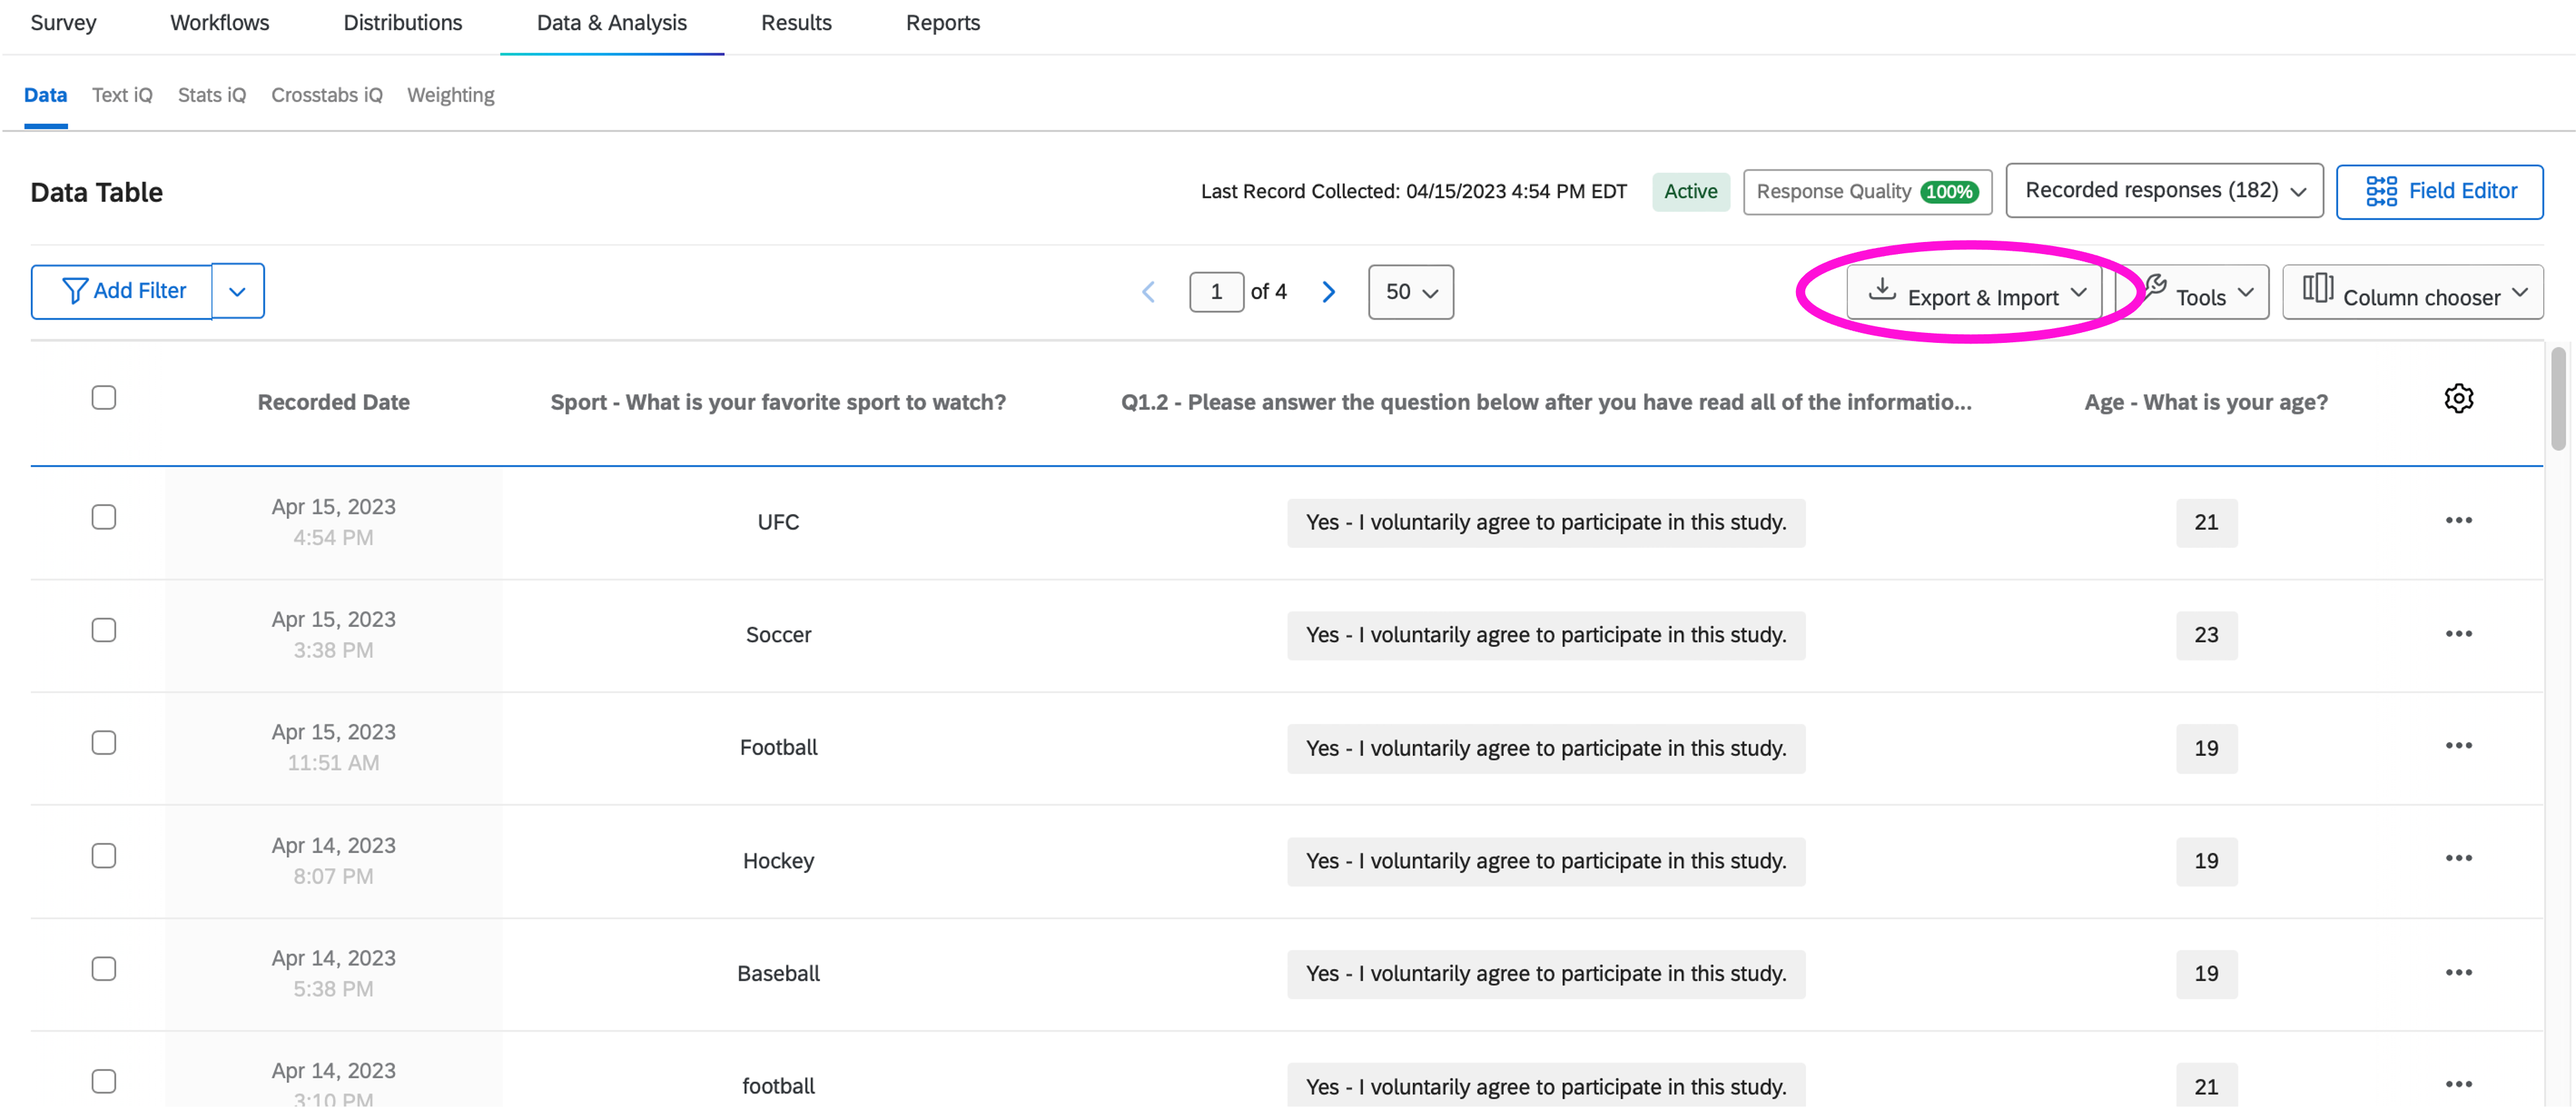 Survey Workflows Distributions Data & Analysis Results Reports
Data Text iQ Stats iQ Crosstabs iQ Weighting
Data Table Last Record Collected: 04/15/2023 4:54 PM EDT Active Response Quality 100% Recorded responses (182) Field Editor
Add Filter 1 of 4 50 Export & Import Tools Column chooser
Recorded Date Sport - What is your favorite sport to watch? Q1.2 - Please answer the question below after you have read all of the informatio... Age - What is your age?
Apr 15, 2023
4:54 PM
UFC Yes - I voluntarily agree to participate in this study. 21
Apr 15, 2023
3:38 PM
Soccer Yes - I voluntarily agree to participate in this study. 23
Apr 15, 2023
11:51 AM
Football Yes - I voluntarily agree to participate in this study. 19
Apr 14, 2023
8:07 PM
Hockey Yes - I voluntarily agree to participate in this study. 19
Apr 14, 2023
5:38 PM
Baseball Yes - I voluntarily agree to participate in this study. 19
Apr 14, 2023
3:10 PM
football Yes - I voluntarily agree to participate in this study. 21